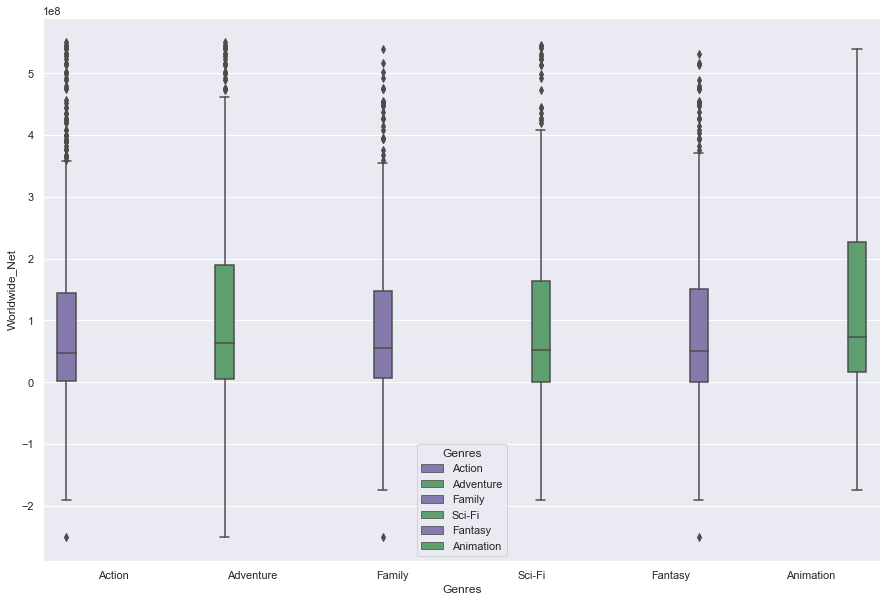 1e8
5
4
3
2
1
0
−1
−2
Worldwide_Net
Genres
Action
Adventure
Family
Sci-Fi
Fantasy
Animation
Action Adventure Family Sci-Fi Fantasy Animation
Genres